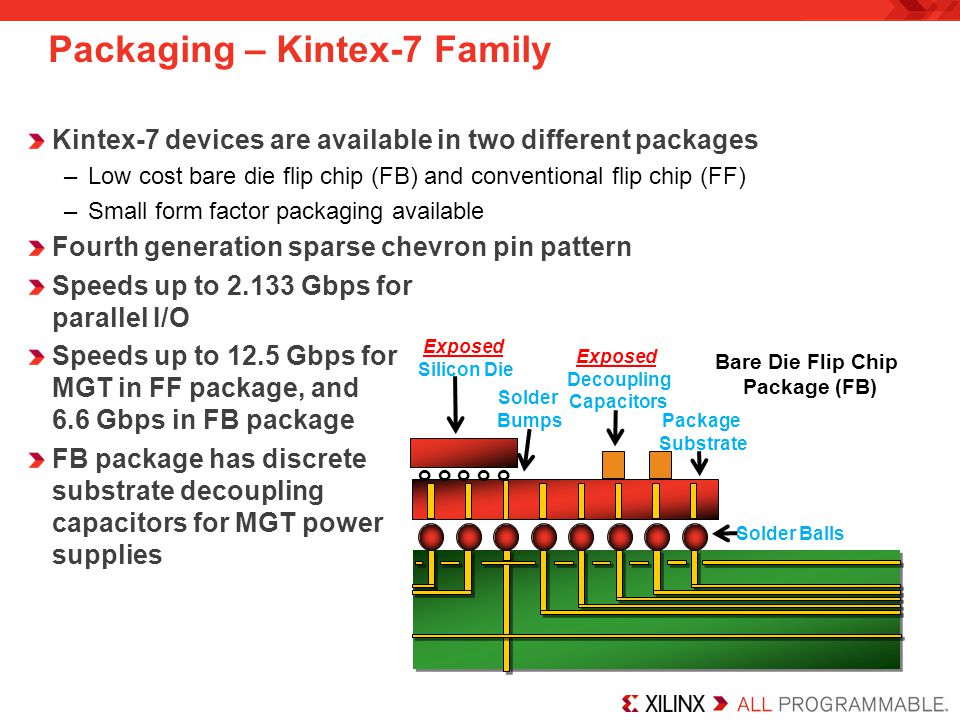 Packaging – Kintex-7 Family
Kintex-7 devices are available in two different packages
– Low cost bare die flip chip (FB) and conventional flip chip (FF)
– Small form factor packaging available
Fourth generation sparse chevron pin pattern
Speeds up to 2.133 Gbps for
parallel I/O
Speeds up to 12.5 Gbps for
MGT in FF package, and
6.6 Gbps in FB package
FB package has discrete
substrate decoupling
capacitors for MGT power
supplies
Exposed
Silicon Die
Solder
Bumps
Exposed
Decoupling
Capacitors
Package
Substrate
Bare Die Flip Chip
Package (FB)
Solder Balls
XILINX ALL PROGRAMMABLE.